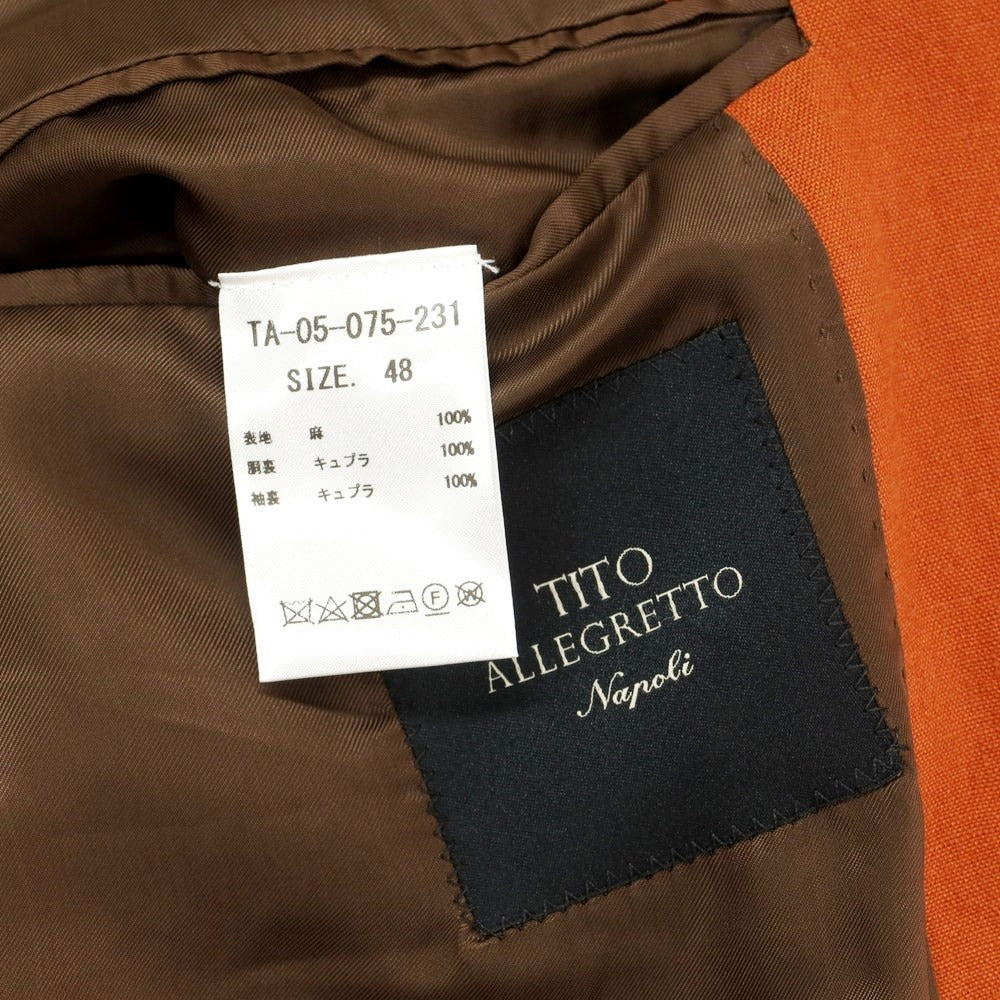 TA-05-075-231
SIZE. 48
表地 麻 100%
胴裏 キュプラ 100%
袖裏 キュプラ 100%
F W
TITO
ALLEGRETTO
Napoli